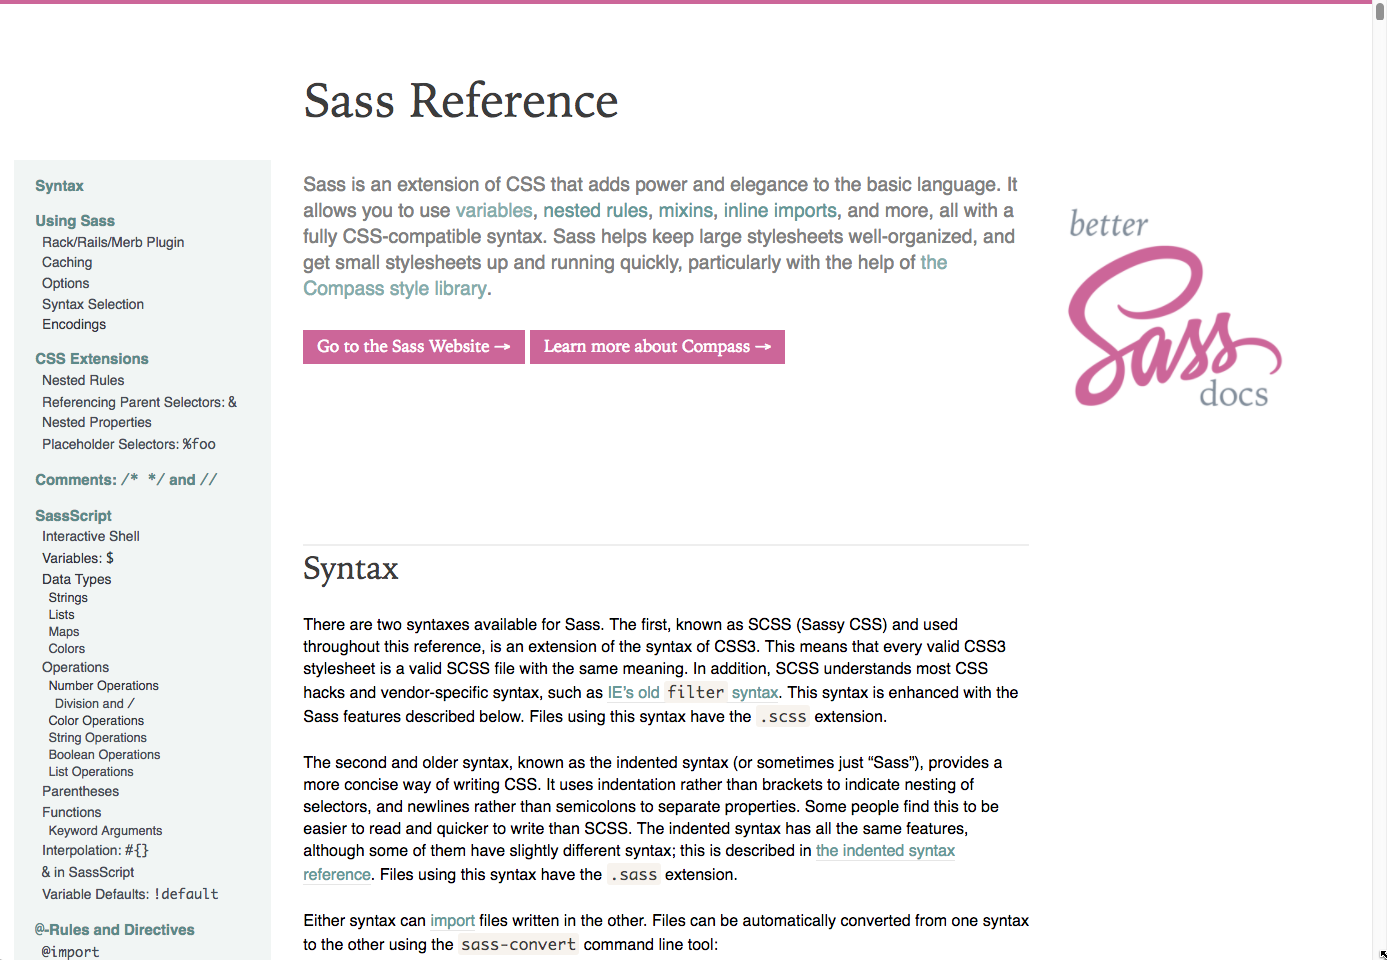 Sass Reference
Syntax
Using Sass
Rack/Rails/Merb Plugin
Caching
Options
Syntax Selection
Encodings
CSS Extensions
Nested Rules
Referencing Parent Selectors: &
Nested Properties
Placeholder Selectors: %foo
Comments: /* */ and //
SassScript
Interactive Shell
Variables: $
Data Types
Strings
Lists
Maps
Colors
Operations
Number Operations
Division and /
Color Operations
String Operations
Boolean Operations
List Operations
Parentheses
Functions
Keyword Arguments
Interpolation: #{}
& in SassScript
Variable Defaults: !default
@-Rules and Directives
@import
Sass is an extension of CSS that adds power and elegance to the basic language. It
allows you to use variables, nested rules, mixins, inline imports, and more, all with a
fully CSS-compatible syntax. Sass helps keep large stylesheets well-organized, and
get small stylesheets up and running quickly, particularly with the help of the
Compass style library.
Go to the Sass Website →
Learn more about Compass →
better
Sass
docs
Syntax
There are two syntaxes available for Sass. The first, known as SCSS (Sassy CSS) and used
throughout this reference, is an extension of the syntax of CSS3. This means that every valid CSS3
stylesheet is a valid SCSS file with the same meaning. In addition, SCSS understands most CSS
hacks and vendor-specific syntax, such as IE’s old filter syntax. This syntax is enhanced with the
Sass features described below. Files using this syntax have the .scss extension.
The second and older syntax, known as the indented syntax (or sometimes just “Sass”), provides a
more concise way of writing CSS. It uses indentation rather than brackets to indicate nesting of
selectors, and newlines rather than semicolons to separate properties. Some people find this to be
easier to read and quicker to write than SCSS. The indented syntax has all the same features,
although some of them have slightly different syntax; this is described in the indented syntax
reference. Files using this syntax have the .sass extension.
Either syntax can import files written in the other. Files can be automatically converted from one syntax
to the other using the sass-convert command line tool: